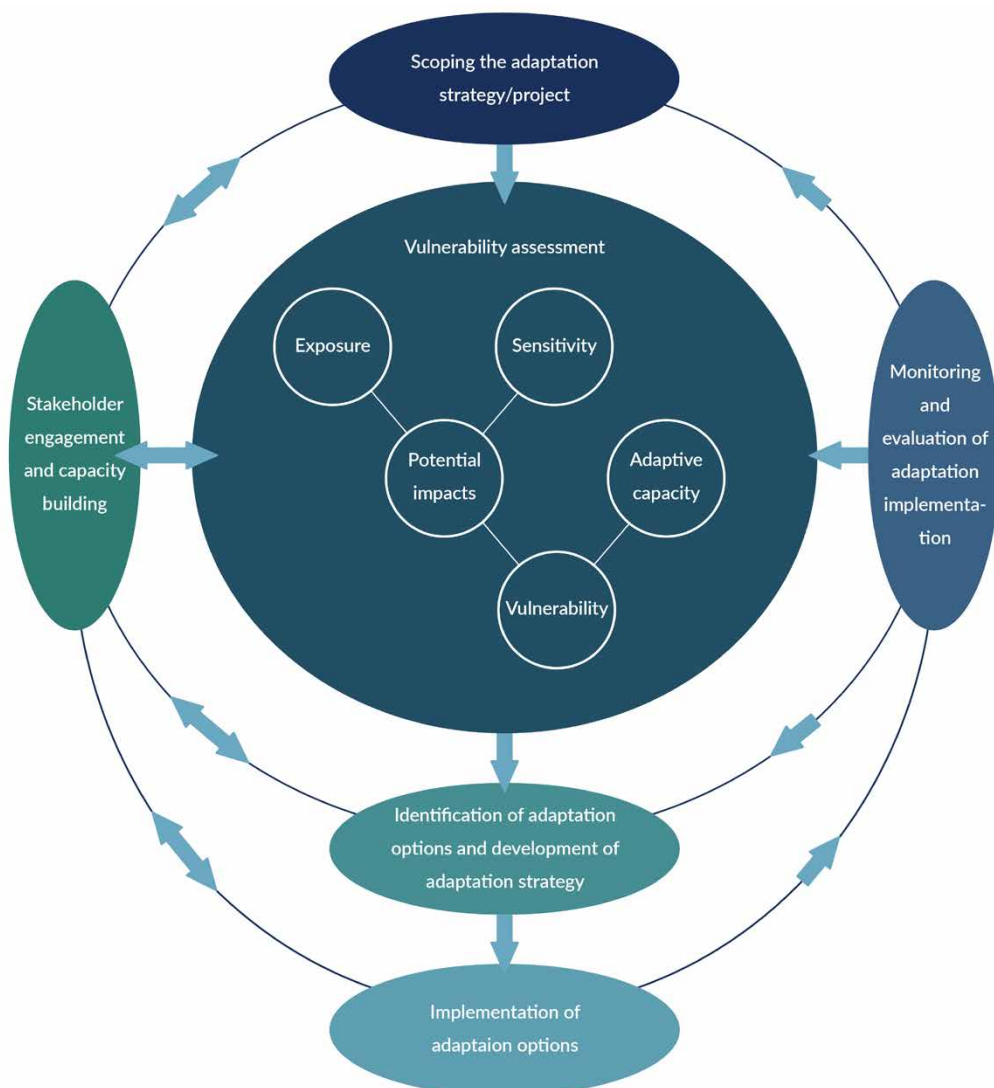 Scoping the adaptation
strategy/project
Vulnerability assessment
Exposure
Sensitivity
Potential
impacts
Adaptive
capacity
Vulnerability
Stakeholder
engagement
and capacity
building
Monitoring
and
evaluation of
adaptation
implementa-
tion
Identification of adaptation
options and development of
adaptation strategy
Implementation of
adaptaion options